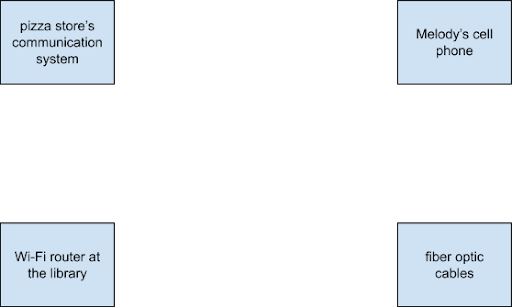 pizza store's
communication
system
Melody's cell
phone
Wi-Fi router at
the library
fiber optic
cables